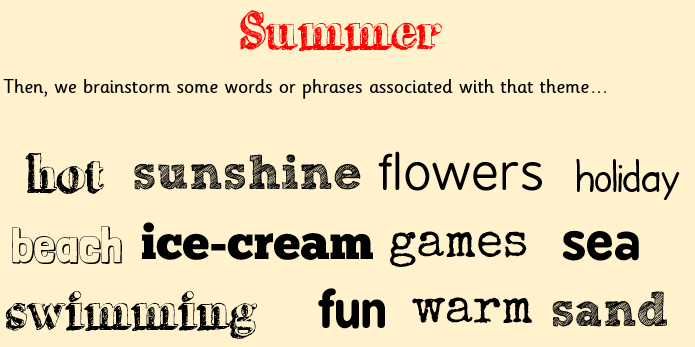 Summer
Then, we brainstorm some words or phrases associated with that theme...
hot sunshine flowers holiday
beach ice-cream games sea
swimming fun warm sand